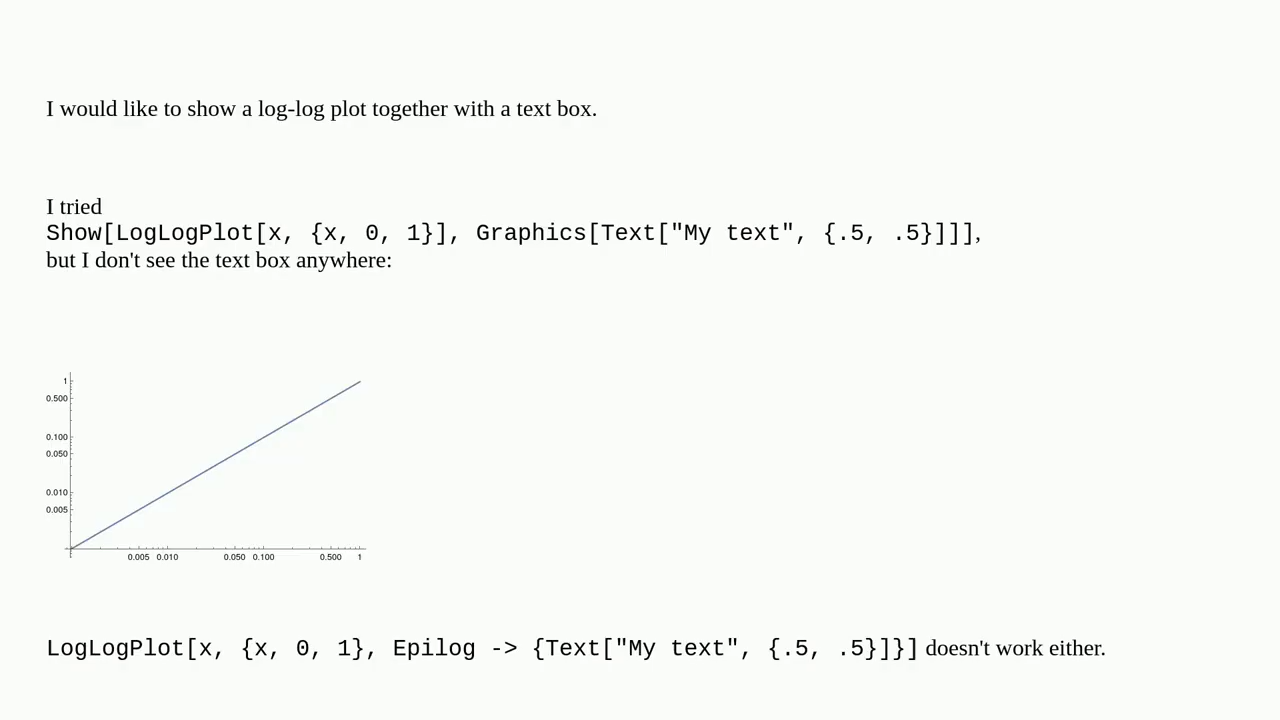 I would like to show a log-log plot together with a text box.
I tried
Show[LogLogPlot[x, {x, 0, 1}], Graphics[Text["My text", {.5, .5}]]],
but I don't see the text box anywhere:
1
0.500
0.100
0.050
0.010
0.005
0.005 0.010 0.050 0.100 0.500 1
LogLogPlot[x, {x, 0, 1}, Epilog -> {Text["My text", {.5, .5}]}] doesn't work either.